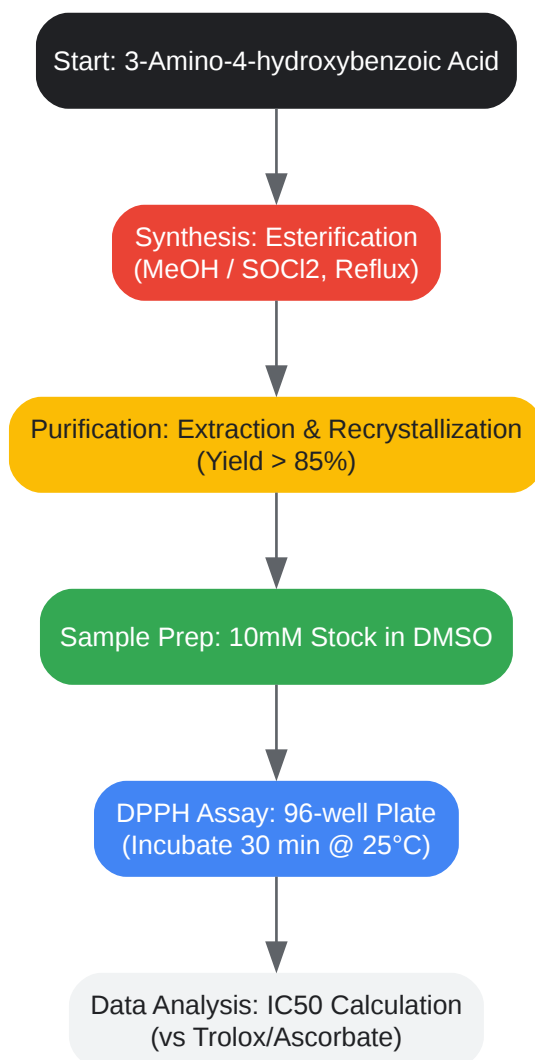 Start: 3-Amino-4-hydroxybenzoic Acid
Synthesis: Esterification
(MeOH / SOCl2, Reflux)
Purification: Extraction & Recrystallization
(Yield > 85%)
Sample Prep: 10mM Stock in DMSO
DPPH Assay: 96-well Plate
(Incubate 30 min @ 25°C)
Data Analysis: IC50 Calculation
(vs Trolox/Ascorbate)